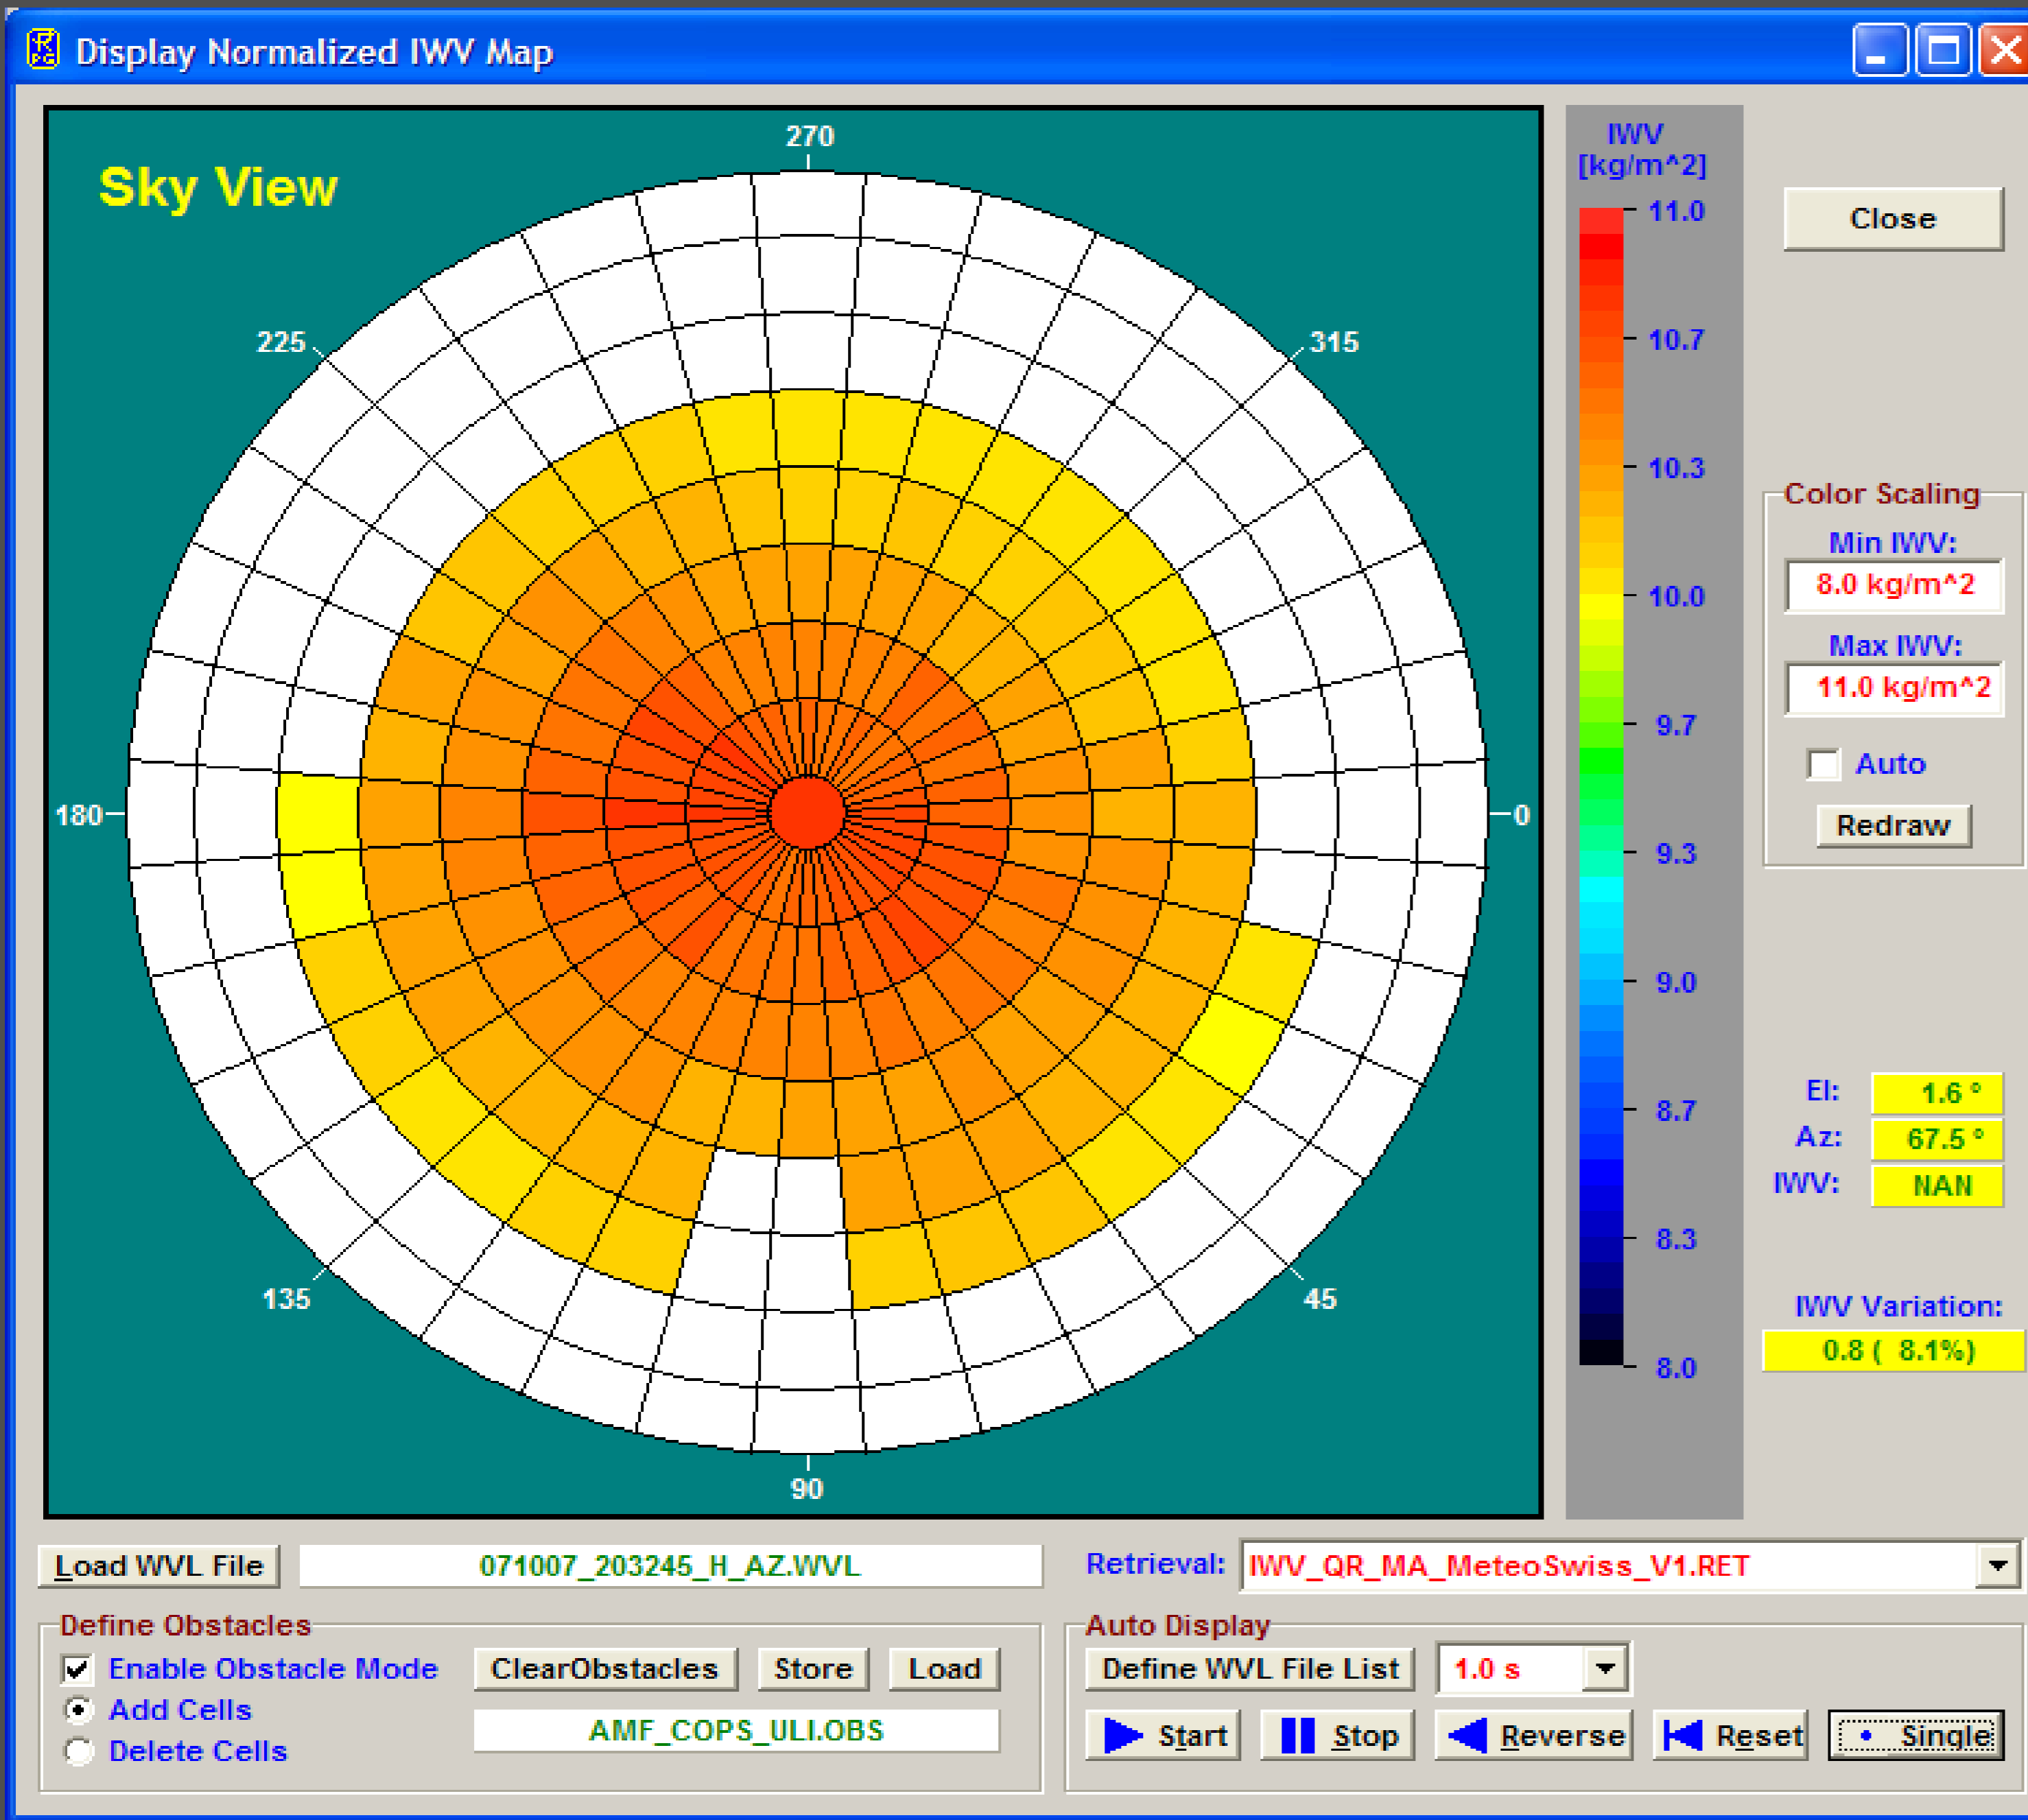 Display Normalized IWV Map
Sky View
270
225
315
180
0
135
45
90
IWV
[kg/m^2]
11.0
10.7
10.3
10.0
9.7
9.3
9.0
8.7
8.3
8.0
Close
Color Scaling
Min IWV:
8.0 kg/m^2
Max IWV:
11.0 kg/m^2
Auto
Redraw
El: 1.6 °
Az: 67.5 °
IWV: NAN
IWV Variation:
0.8 ( 8.1%)
Load WVL File 071007_203245_H_AZ.WVL
Retrieval: IWV_QR_MA_MeteoSwiss_V1.RET
Define Obstacles
Enable Obstacle Mode ClearObstacles Store Load
Add Cells
AMF_COPS_ULI.OBS
Delete Cells
Auto Display
Define WVL File List 1.0 s
Start Stop Reverse Reset Single